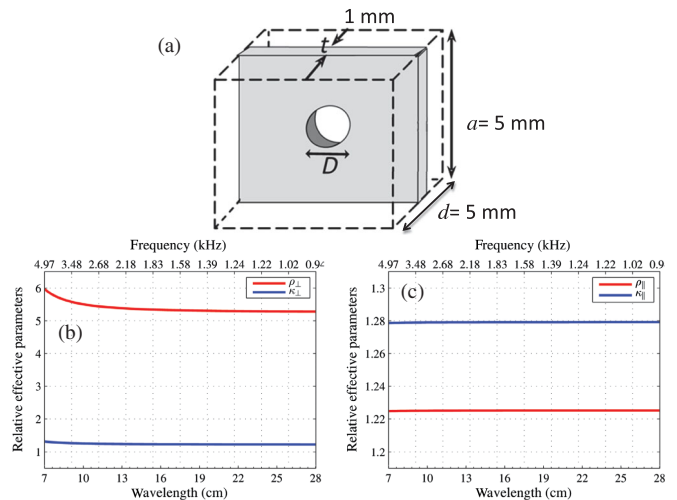 1 mm
(a)
t
a= 5 mm
D
d= 5 mm
Frequency (kHz)
4.97 3.48 2.68 2.18 1.83 1.58 1.39 1.24 1.22 1.02 0.94
6
5
4
3
2
1
Relative effective parameters
ρ⊥
κ⊥
(b)
7 10 13 16 19 22 25 28
Wavelength (cm)
Frequency (kHz)
4.97 3.48 2.68 2.18 1.83 1.58 1.39 1.24 1.22 1.02 0.9
1.3
1.28
1.26
1.24
1.22
1.2
Relative effective parameters
ρ||
κ||
(c)
7 10 13 16 19 22 25 28
Wavelength (cm)